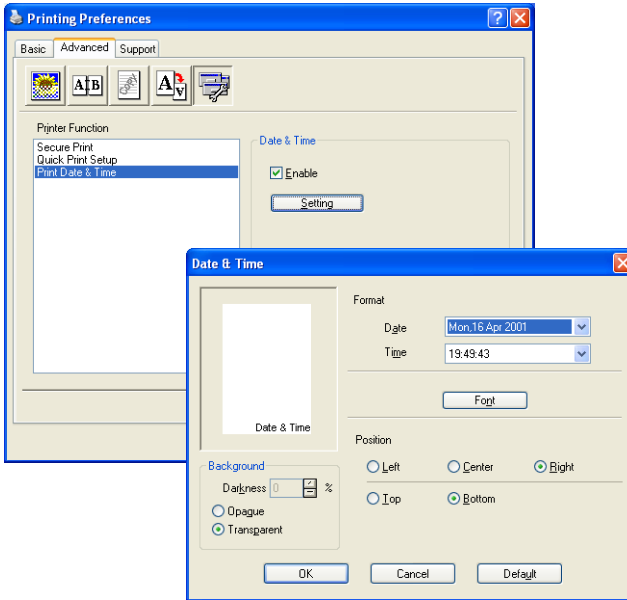 Printing Preferences
Basic Advanced Support
A B
A
A
Printer Function
Secure Print
Quick Print Setup
Print Date & Time
Date & Time
Enable
Setting
Date & Time
Date & Time
Format
Date Mon,16 Apr 2001
Time 19:49:43
Font
Position
Left Center Right
Top Bottom
Background
Darkness 0 %
Opaque
Transparent
OK Cancel Default